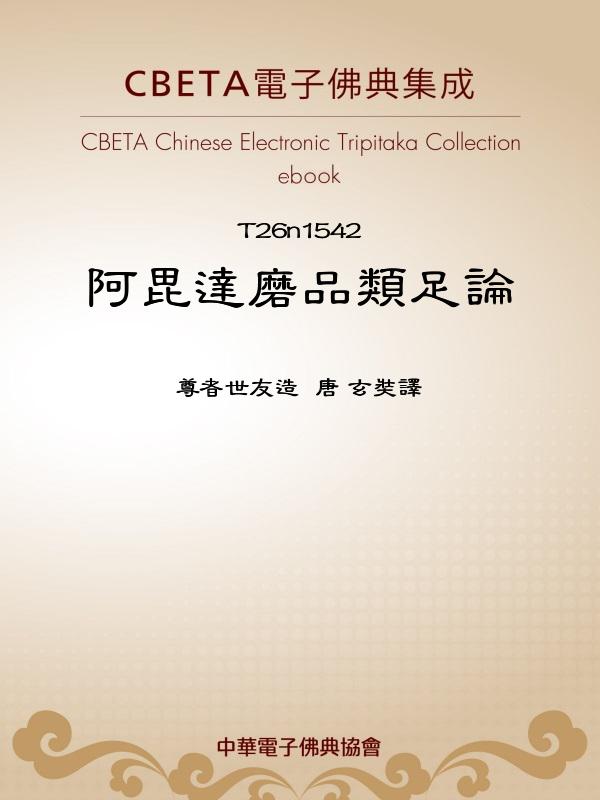 CBETA電子佛典集成
CBETA Chinese Electronic Tripitaka Collection
ebook
T26n1542
阿毘達磨品類足論
尊者世友造 唐 玄奘譯
中華電子佛典協會